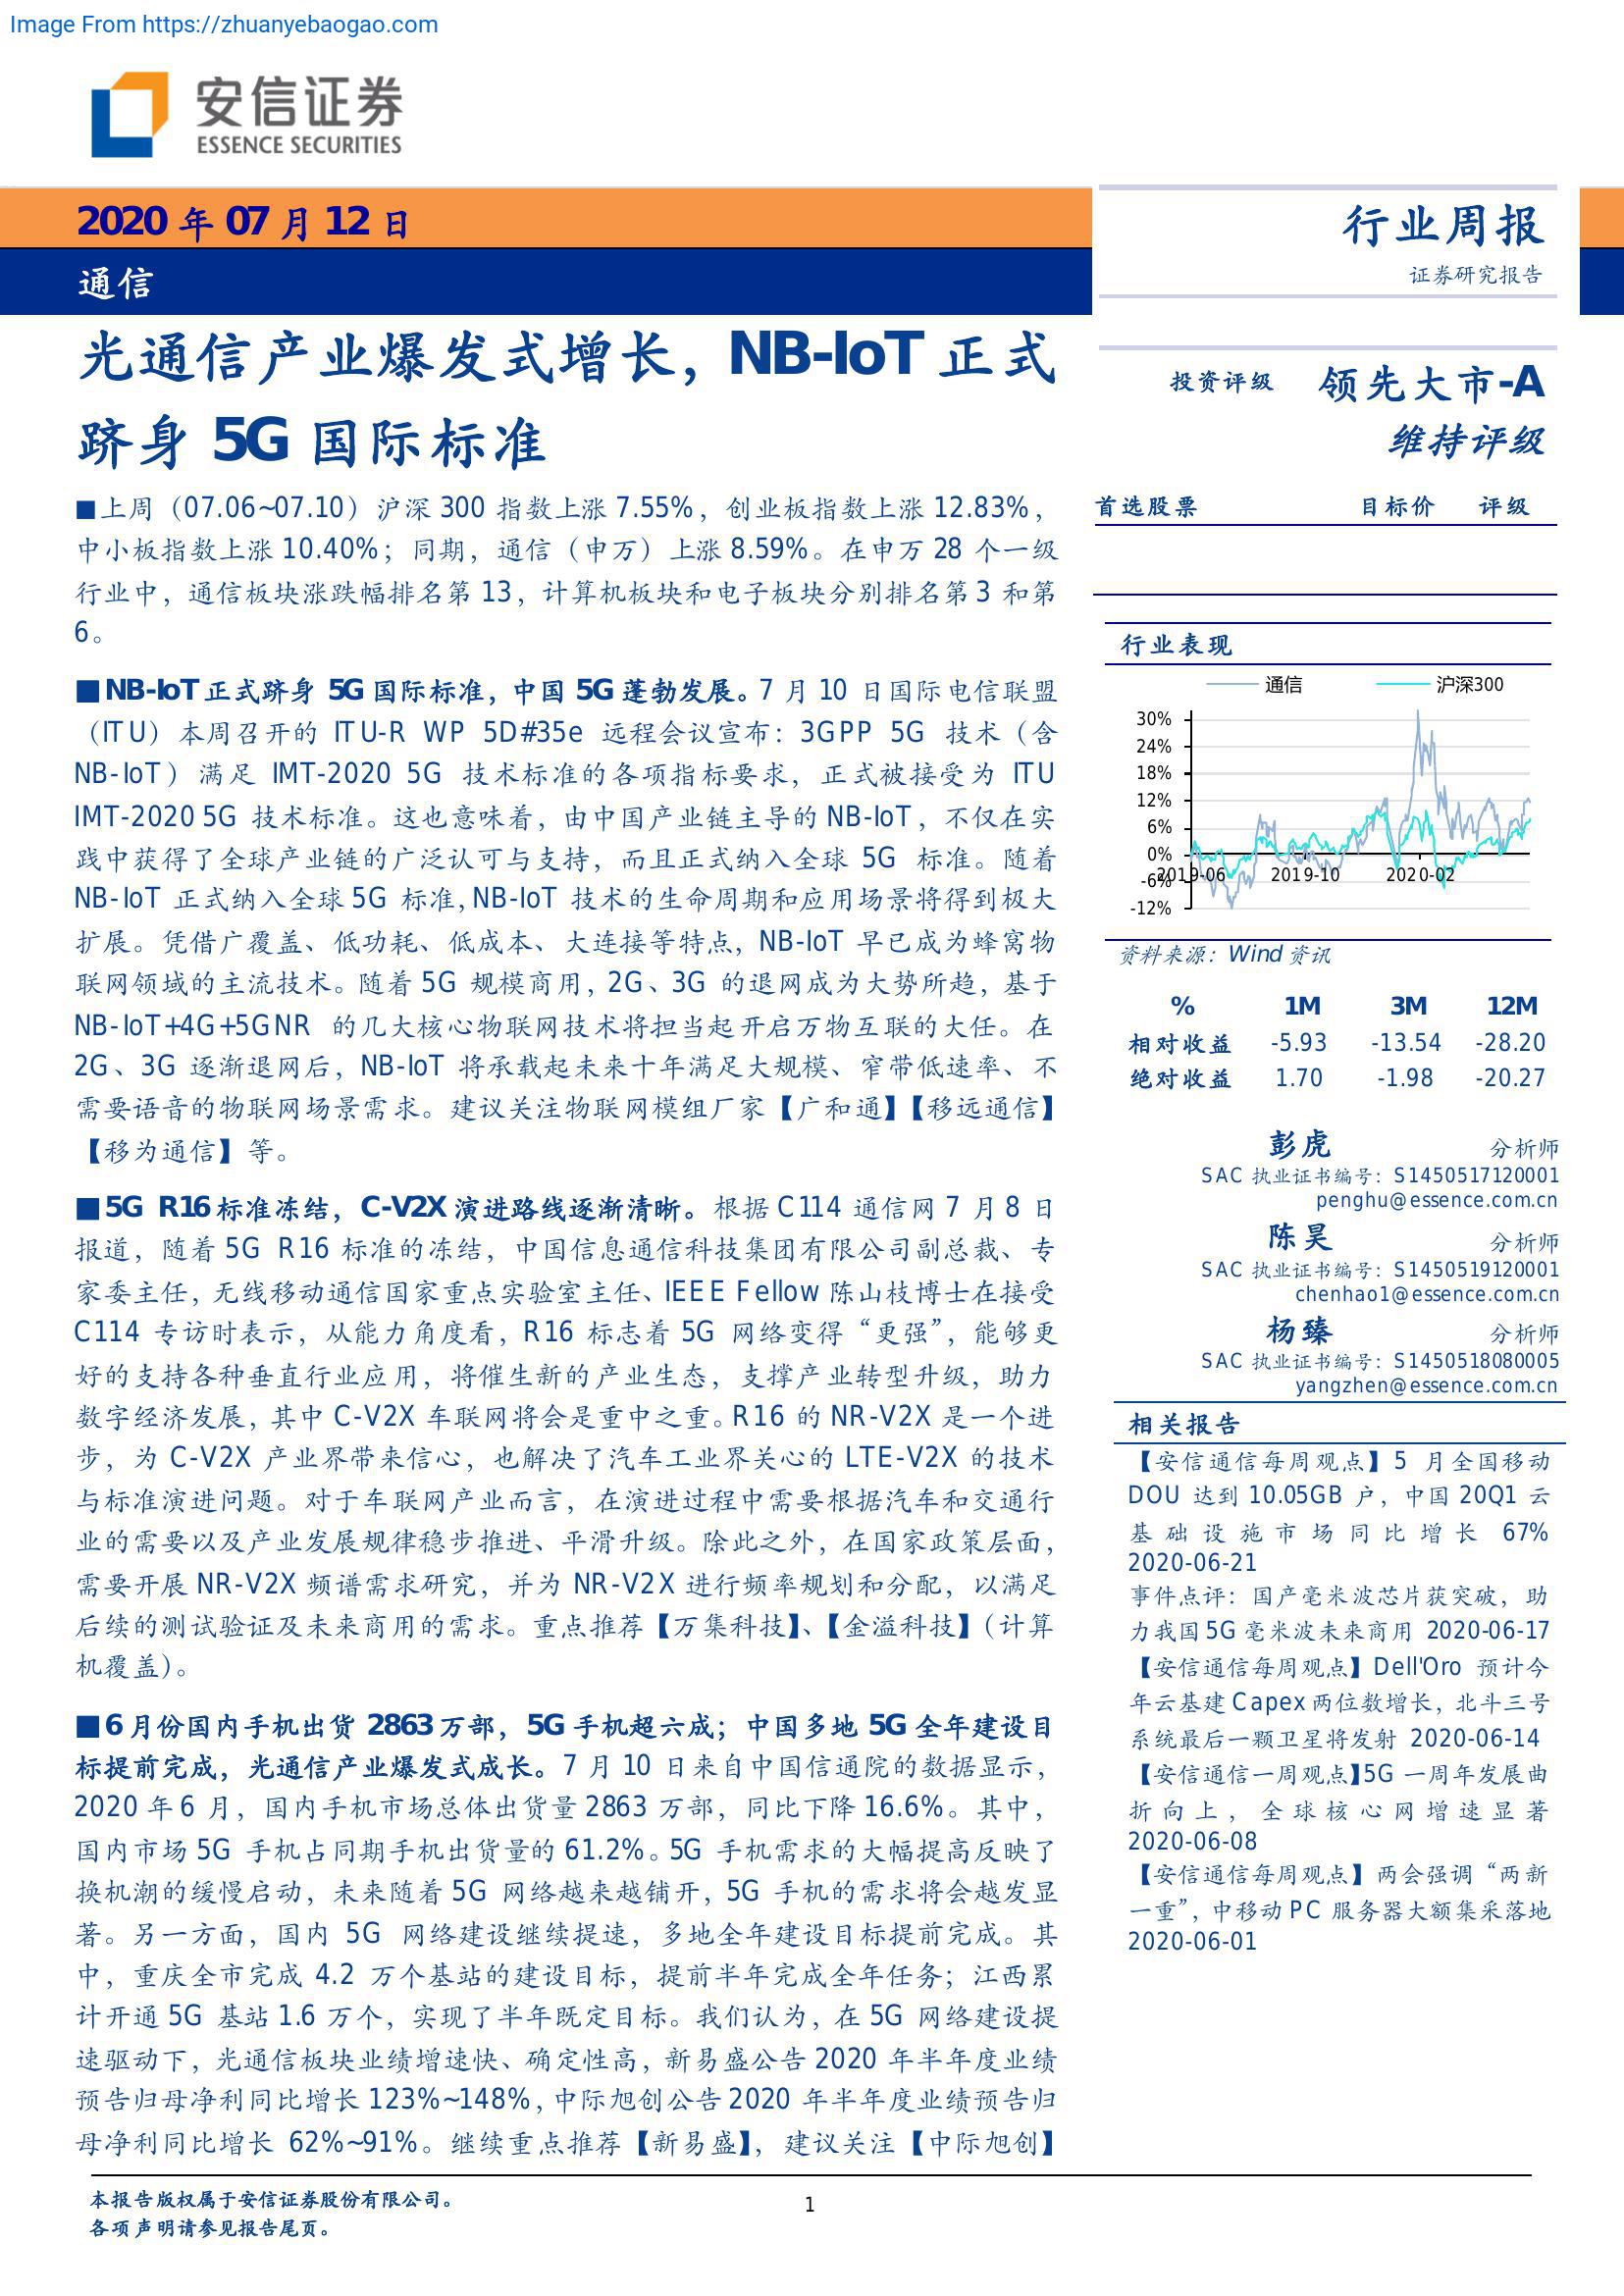 Image From https://zhuanyebaogao.com
安信证券
ESSENCE SECURITIES
2020 年 07 月 12 日
通信
行业周报
证券研究报告
光通信产业爆发式增长，NB-IoT 正式
跻身 5G 国际标准
■上周（07.06~07.10）沪深 300 指数上涨 7.55%，创业板指数上涨 12.83%，
中小板指数上涨 10.40%；同期，通信（申万）上涨 8.59%。在申万 28 个一级
行业中，通信板块涨跌幅排名第 13，计算机板块和电子板块分别排名第 3 和第
6。
■NB-IoT 正式跻身 5G 国际标准，中国 5G 蓬勃发展。7 月 10 日国际电信联盟
（ITU）本周召开的 ITU-R WP 5D#35e 远程会议宣布：3GPP 5G 技术（含
NB-IoT）满足 IMT-2020 5G 技术标准的各项指标要求，正式被接受为 ITU
IMT-2020 5G 技术标准。这也意味着，由中国产业链主导的 NB-IoT，不仅在实
践中获得了全球产业链的广泛认可与支持，而且正式纳入全球 5G 标准。随着
NB-IoT 正式纳入全球 5G 标准，NB-IoT 技术的生命周期和应用场景将得到极大
扩展。凭借广覆盖、低功耗、低成本、大连接等特点，NB-IoT 早已成为蜂窝物
联网领域的主流技术。随着 5G 规模商用，2G、3G 的退网成为大势所趋，基于
NB-IoT+4G+5GNR 的几大核心物联网技术将担当起开启万物互联的大任。在
2G、3G 逐渐退网后，NB-IoT 将承载起未来十年满足大规模、窄带低速率、不
需要语音的物联网场景需求。建议关注物联网模组厂家【广和通】【移远通信】
【移为通信】等。
■5G R16 标准冻结，C-V2X 演进路线逐渐清晰。根据 C114 通信网 7 月 8 日
报道，随着 5G R16 标准的冻结，中国信息通信科技集团有限公司副总裁、专
家委主任，无线移动通信国家重点实验室主任、IEEE Fellow 陈山枝博士在接受
C114 专访时表示，从能力角度看，R16 标志着 5G 网络变得“更强”，能够更
好的支持各种垂直行业应用，将催生新的产业生态，支撑产业转型升级，助力
数字经济发展，其中 C-V2X 车联网将会是重中之重。R16 的 NR-V2X 是一个进
步，为 C-V2X 产业界带来信心，也解决了汽车工业界关心的 LTE-V2X 的技术
与标准演进问题。对于车联网产业而言，在演进过程中需要根据汽车和交通行
业的需要以及产业发展规律稳步推进、平滑升级。除此之外，在国家政策层面，
需要开展 NR-V2X 频谱需求研究，并为 NR-V2X 进行频率规划和分配，以满足
后续的测试验证及未来商用的需求。重点推荐【万集科技】、【金溢科技】（计算
机覆盖）。
■6 月份国内手机出货 2863 万部，5G 手机超六成；中国多地 5G 全年建设目
标提前完成，光通信产业爆发式成长。7 月 10 日来自中国信通院的数据显示，
2020 年 6 月，国内手机市场总体出货量 2863 万部，同比下降 16.6%。其中，
国内市场 5G 手机占同期手机出货量的 61.2%。5G 手机需求的大幅提高反映了
换机潮的缓慢启动，未来随着 5G 网络越来越铺开，5G 手机的需求将会越发显
著。另一方面，国内 5G 网络建设继续提速，多地全年建设目标提前完成。其
中，重庆全市完成 4.2 万个基站的建设目标，提前半年完成全年任务；江西累
计开通 5G 基站 1.6 万个，实现了半年既定目标。我们认为，在 5G 网络建设提
速驱动下，光通信板块业绩增速快、确定性高，新易盛公告 2020 年半年度业绩
预告归母净利同比增长 123%~148%，中际旭创公告 2020 年半年度业绩预告归
母净利同比增长 62%~91%。继续重点推荐【新易盛】，建议关注【中际旭创】
投资评级 领先大市-A
维持评级
首选股票 目标价 评级
行业表现
通信 沪深300
30%
24%
18%
12%
6%
0%
-6%
-12%
2019-06 2019-10 2020-02
资料来源：Wind 资讯
% 1M 3M 12M
相对收益 -5.93 -13.54 -28.20
绝对收益 1.70 -1.98 -20.27
彭虎 分析师
SAC 执业证书编号：S1450517120001
penghu@essence.com.cn
陈昊 分析师
SAC 执业证书编号：S1450519120001
chenhao1@essence.com.cn
杨臻 分析师
SAC 执业证书编号：S1450518080005
yangzhen@essence.com.cn
相关报告
【安信通信每周观点】5 月全国移动
DOU 达到 10.05GB 户，中国 20Q1 云
基础设施市场同比增长 67%
2020-06-21
事件点评：国产毫米波芯片获突破，助
力我国 5G 毫米波未来商用 2020-06-17
【安信通信每周观点】Dell'Oro 预计今
年云基建 Capex 两位数增长，北斗三号
系统最后一颗卫星将发射 2020-06-14
【安信通信一周观点】5G 一周年发展曲
折向上，全球核心网增速显著
2020-06-08
【安信通信每周观点】两会强调“两新
一重”，中移动 PC 服务器大额集采落地
2020-06-01
本报告版权属于安信证券股份有限公司。
各项声明请参见报告尾页。
1